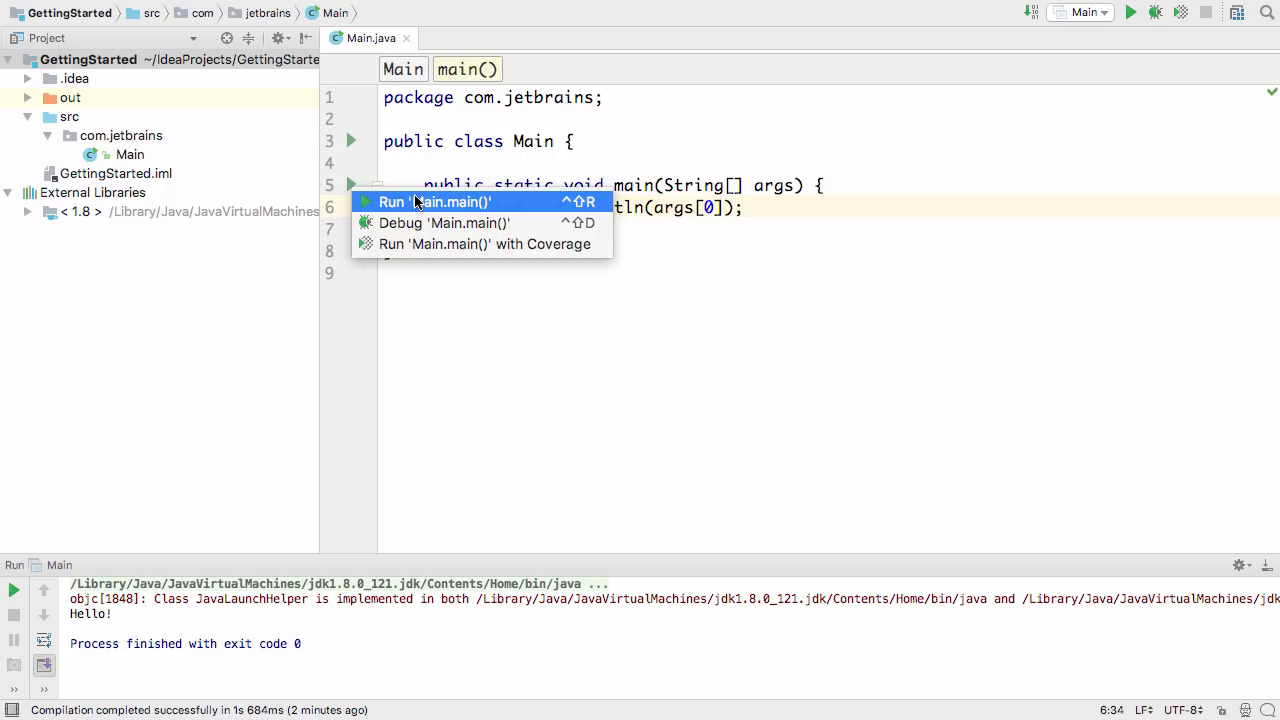 GettingStarted src com jetbrains Main
Main
Project
Main.java
GettingStarted ~/IdeaProjects/GettingStarte
.idea
out
src
com.jetbrains
Main
GettingStarted.iml
External Libraries
< 1.8 > /Library/Java/JavaVirtualMachines
Main main()
1 package com.jetbrains;
2
3 public class Main {
4
5 public static void main(String[] args) {
6 tln(args[0]);
7
8
9
Run 'Main.main()' ^⇧R
Debug 'Main.main()' ^⇧D
Run 'Main.main()' with Coverage
Run Main
/Library/Java/JavaVirtualMachines/jdk1.8.0_121.jdk/Contents/Home/bin/java ...
objc[1848]: Class JavaLaunchHelper is implemented in both /Library/Java/JavaVirtualMachines/jdk1.8.0_121.jdk/Contents/Home/bin/java and /Library/Java/JavaVirtualMachines/jdk
Hello!
Process finished with exit code 0
Compilation completed successfully in 1s 684ms (2 minutes ago)
6:34 LF÷ UTF-8÷